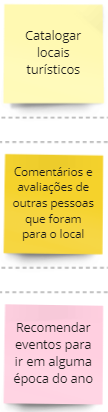 Catalogar
locais
turísticos
Comentários e
avaliações de
outras pessoas
que foram
para o local
Recomendar
eventos para
ir em alguma
época do ano